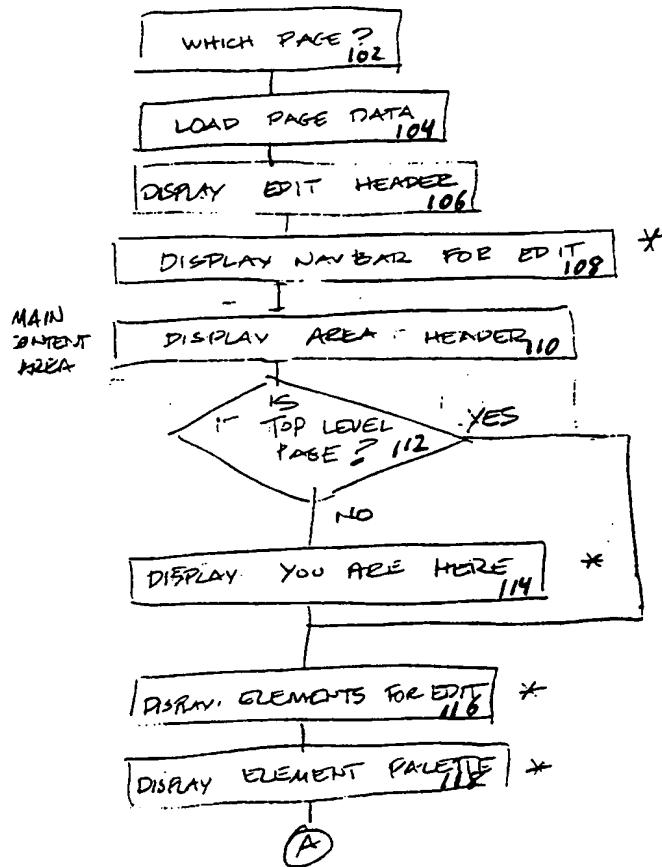 WHICH PAGE?
102
LOAD PAGE DATA
104
DISPLAY EDIT HEADER
106
DISPLAY NAVBAR FOR EDIT *
108
MAIN
CONTENT
AREA
DISPLAY AREA HEADER
110
IS
IT TOP LEVEL
PAGE? 112
YES
NO
DISPLAY YOU ARE HERE *
114
DISPLAY ELEMENTS FOR EDIT *
116
DISPLAY ELEMENT PALETTE *
118
A